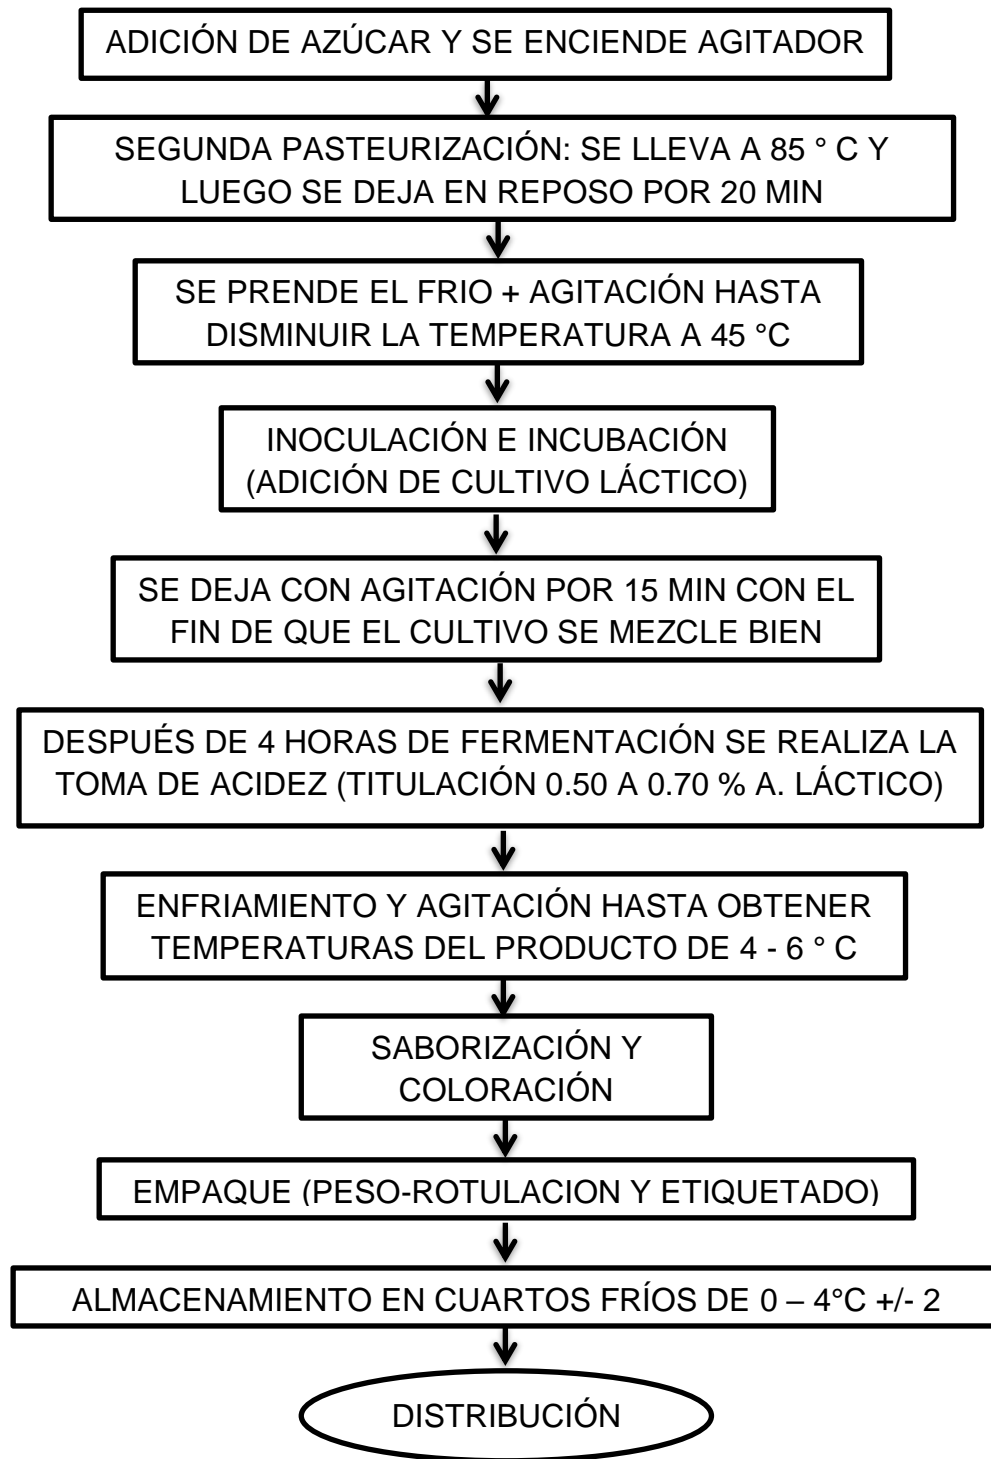 ADICIÓN DE AZÚCAR Y SE ENCIENDE AGITADOR
SEGUNDA PASTEURIZACIÓN: SE LLEVA A 85 ° C Y
LUEGO SE DEJA EN REPOSO POR 20 MIN
SE PRENDE EL FRIO + AGITACIÓN HASTA
DISMINUIR LA TEMPERATURA A 45 °C
INOCULACIÓN E INCUBACIÓN
(ADICIÓN DE CULTIVO LÁCTICO)
SE DEJA CON AGITACIÓN POR 15 MIN CON EL
FIN DE QUE EL CULTIVO SE MEZCLE BIEN
DESPUÉS DE 4 HORAS DE FERMENTACIÓN SE REALIZA LA
TOMA DE ACIDEZ (TITULACIÓN 0.50 A 0.70 % A. LÁCTICO)
ENFRIAMIENTO Y AGITACIÓN HASTA OBTENER
TEMPERATURAS DEL PRODUCTO DE 4 - 6 ° C
SABORIZACIÓN Y
COLORACIÓN
EMPAQUE (PESO-ROTULACION Y ETIQUETADO)
ALMACENAMIENTO EN CUARTOS FRÍOS DE 0 – 4°C +/- 2
DISTRIBUCIÓN